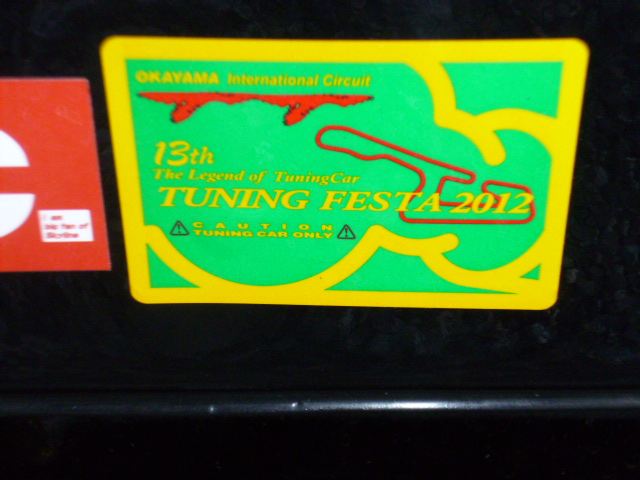 OKAYAMA International Circuit
13th
The Legend of TuningCar
TUNING FESTA 2012
CAUTION
TUNING CAR ONLY
I am
big fan of
Skyline